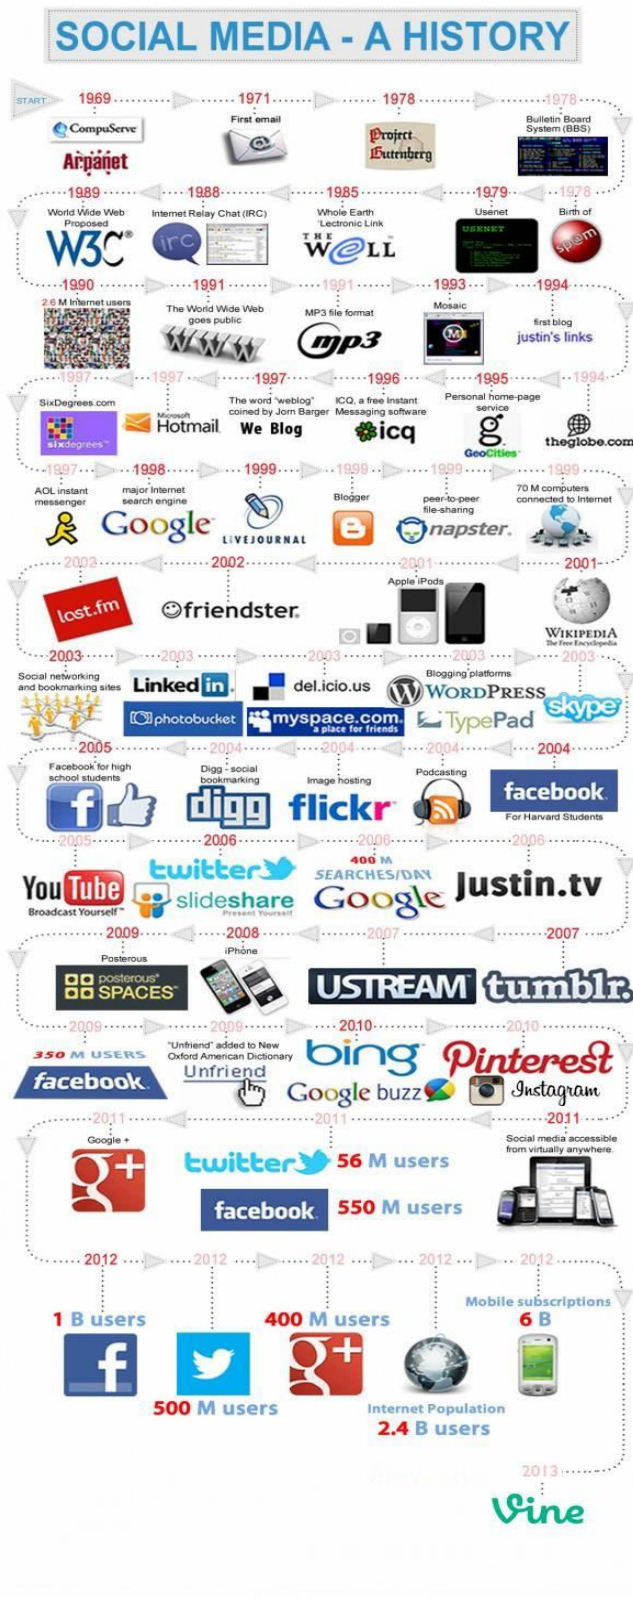 SOCIAL MEDIA - A HISTORY
START
1969
1971
1978
1978
CompuServe
Arpanet
First email
Project
Gutenberg
Bulletin Board
System (BBS)
1989
1988
1985
1979
1978
World Wide Web
Proposed
W3C®
Internet Relay Chat (IRC)
irc
Whole Earth
'Lectronic Link
THE
WELL
Usenet
USENET
Birth of
sp@m
1990
1991
1991
1993
1994
2.6 M Internet users
The World Wide Web
goes public
WWW
MP3 file format
mp3
Mosaic
first blog
justin's links
1997
1997
1997
1996
1995
1994
SixDegrees.com
sixdegrees™
Microsoft
Hotmail
The word "weblog"
coined by Jorn Barger
We Blog
ICQ, a free Instant
Messaging software
icq
Personal home-page
service
g
GeoCities
theglobe.com
1997
1998
1999
1999
1999
1999
AOL instant
messenger
major Internet
search engine
Google
LIVEJOURNAL
Blogger
peer-to-peer
file-sharing
napster.
70 M computers
connected to Internet
2002
2002
2001
2001
last.fm
friendster.
Apple iPods
WIKIPEDIA
The Free Encyclopedia
2003
2003
2003
2003
2003
Social networking
and bookmarking sites
Linked in.
photobucket
del.icio.us
myspace.com.
a place for friends
Blogging platforms
WORDPRESS
TypePad
skype
2005
2004
2004
2004
2004
Facebook for high
school students
f
Digg - social
bookmarking
digg
Image hosting
flickr
Podcasting
facebook.
For Harvard Students
2005
2006
2006
2006
YouTube
Broadcast Yourself™
twitter
slideshare
Present Yourself
400 M
SEARCHES/DAY
Google
Justin.tv
2009
2008
2007
2007
Posterous
posterous®
SPACES™
iPhone
USTREAM
tumblr.
2009
2009
2010
2010
350 M USERS
facebook.
"Unfriend" added to New
Oxford American Dictionary
Unfriend
bing
Google buzz
Pinterest
Instagram
2011
2011
2011
Google +
g+
twitter 56 M users
facebook. 550 M users
Social media accessible
from virtually anywhere.
2012
2012
2012
2012
2012
1 B users
f
500 M users
400 M users
g+
Internet Population
2.4 B users
Mobile subscriptions
6 B
2013
Vine